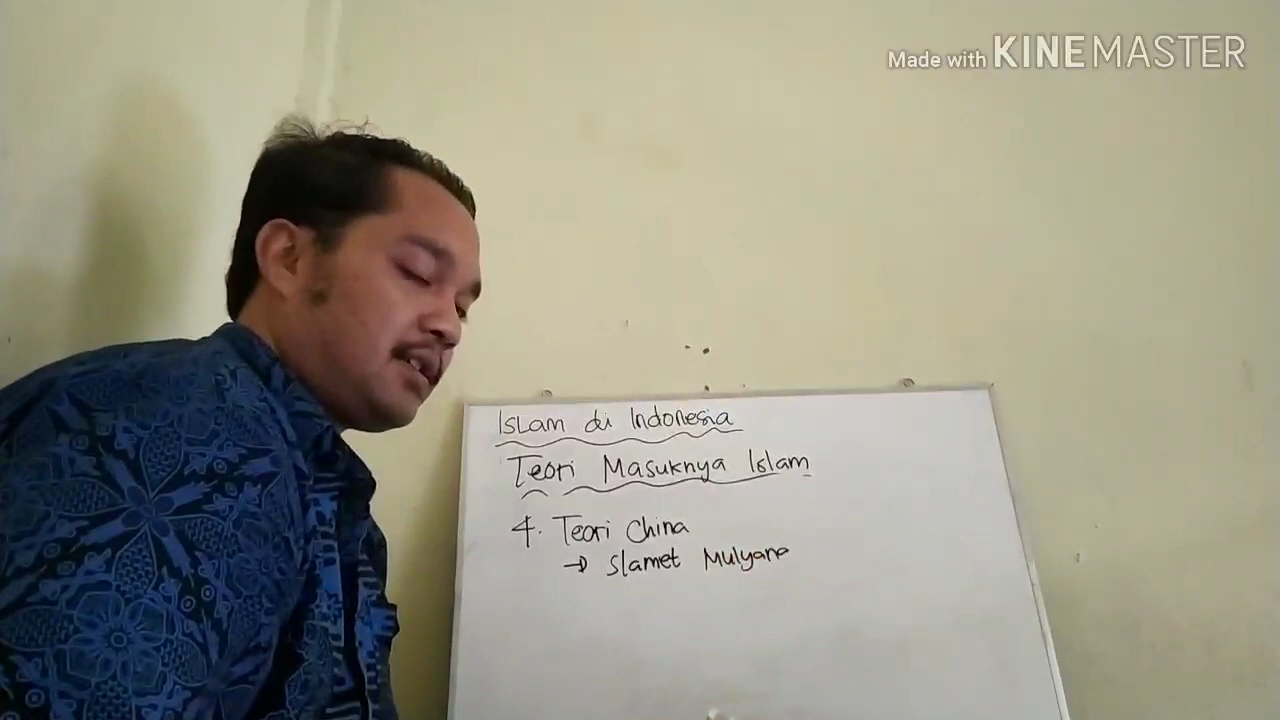 Made with KINEMASTER
Islam di Indonesia
Teori Masuknya Islam
4. Teori China
→ Slamet Mulyana